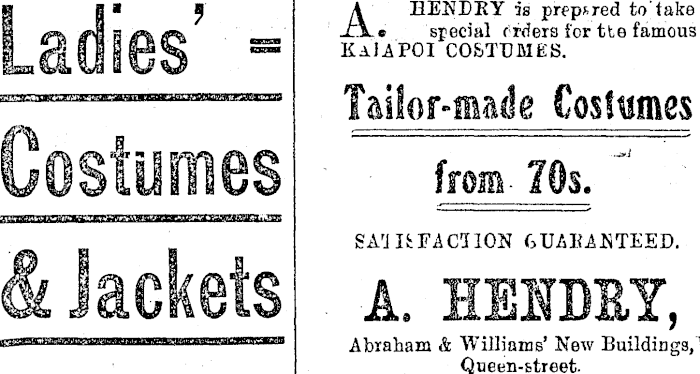 Ladies' =
Costumes
& Jackets
A. HENDRY is prepared to take
special orders for the famous
KAIAPOI COSTUMES.
Tailor-made Costumes
from 70s.
SATISFACTION GUARANTEED.
A. HENDRY,
Abraham & Williams' New Buildings,
Queen-street.